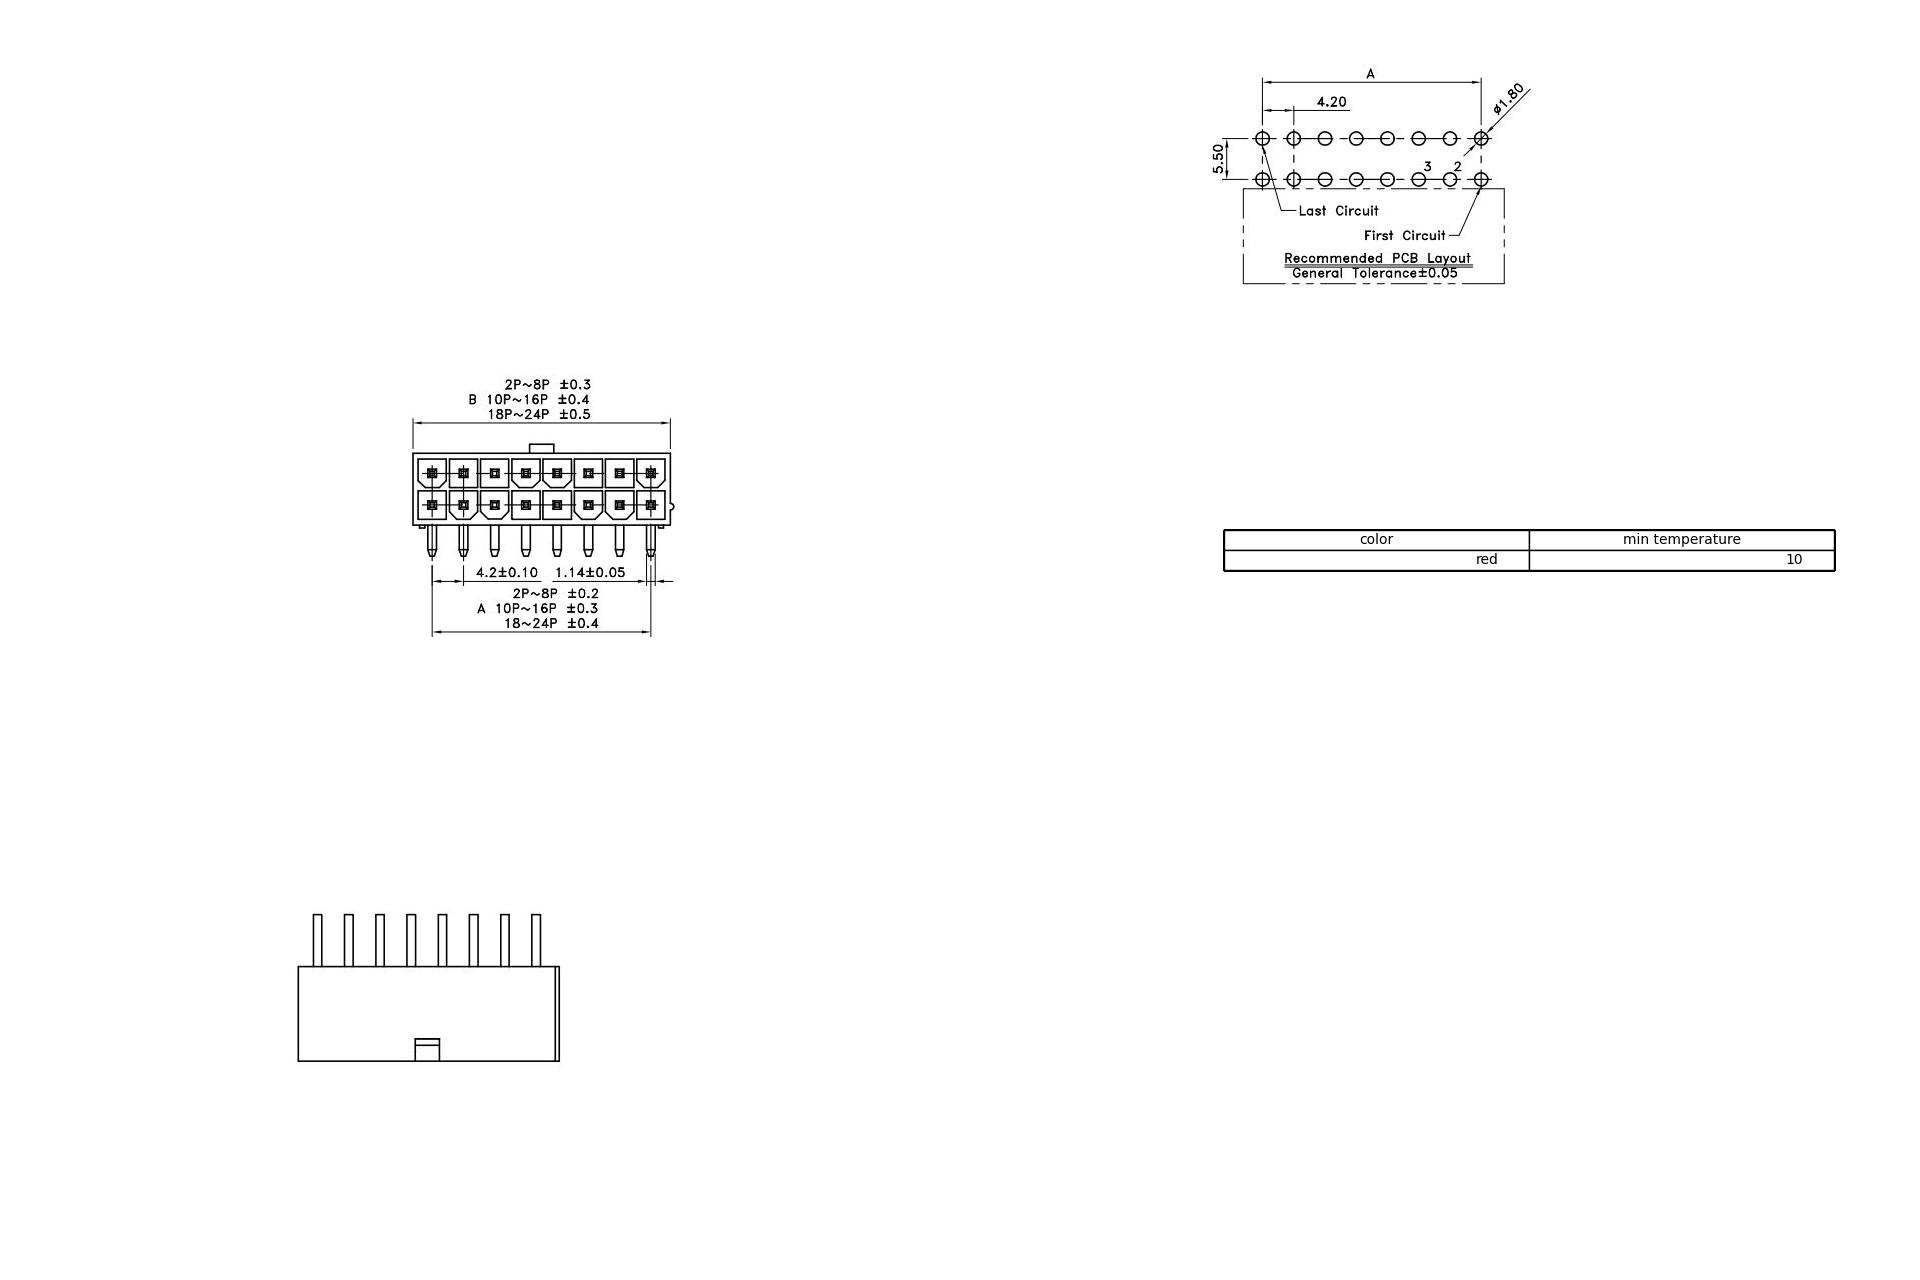 A
4.20
ø1.80
5.50
3 2
Last Circuit
First Circuit
Recommended PCB Layout
General Tolerance±0.05
2P~8P ±0.3
B 10P~16P ±0.4
18P~24P ±0.5
4.2±0.10 1.14±0.05
2P~8P ±0.2
A 10P~16P ±0.3
18~24P ±0.4
color min temperature
red 10